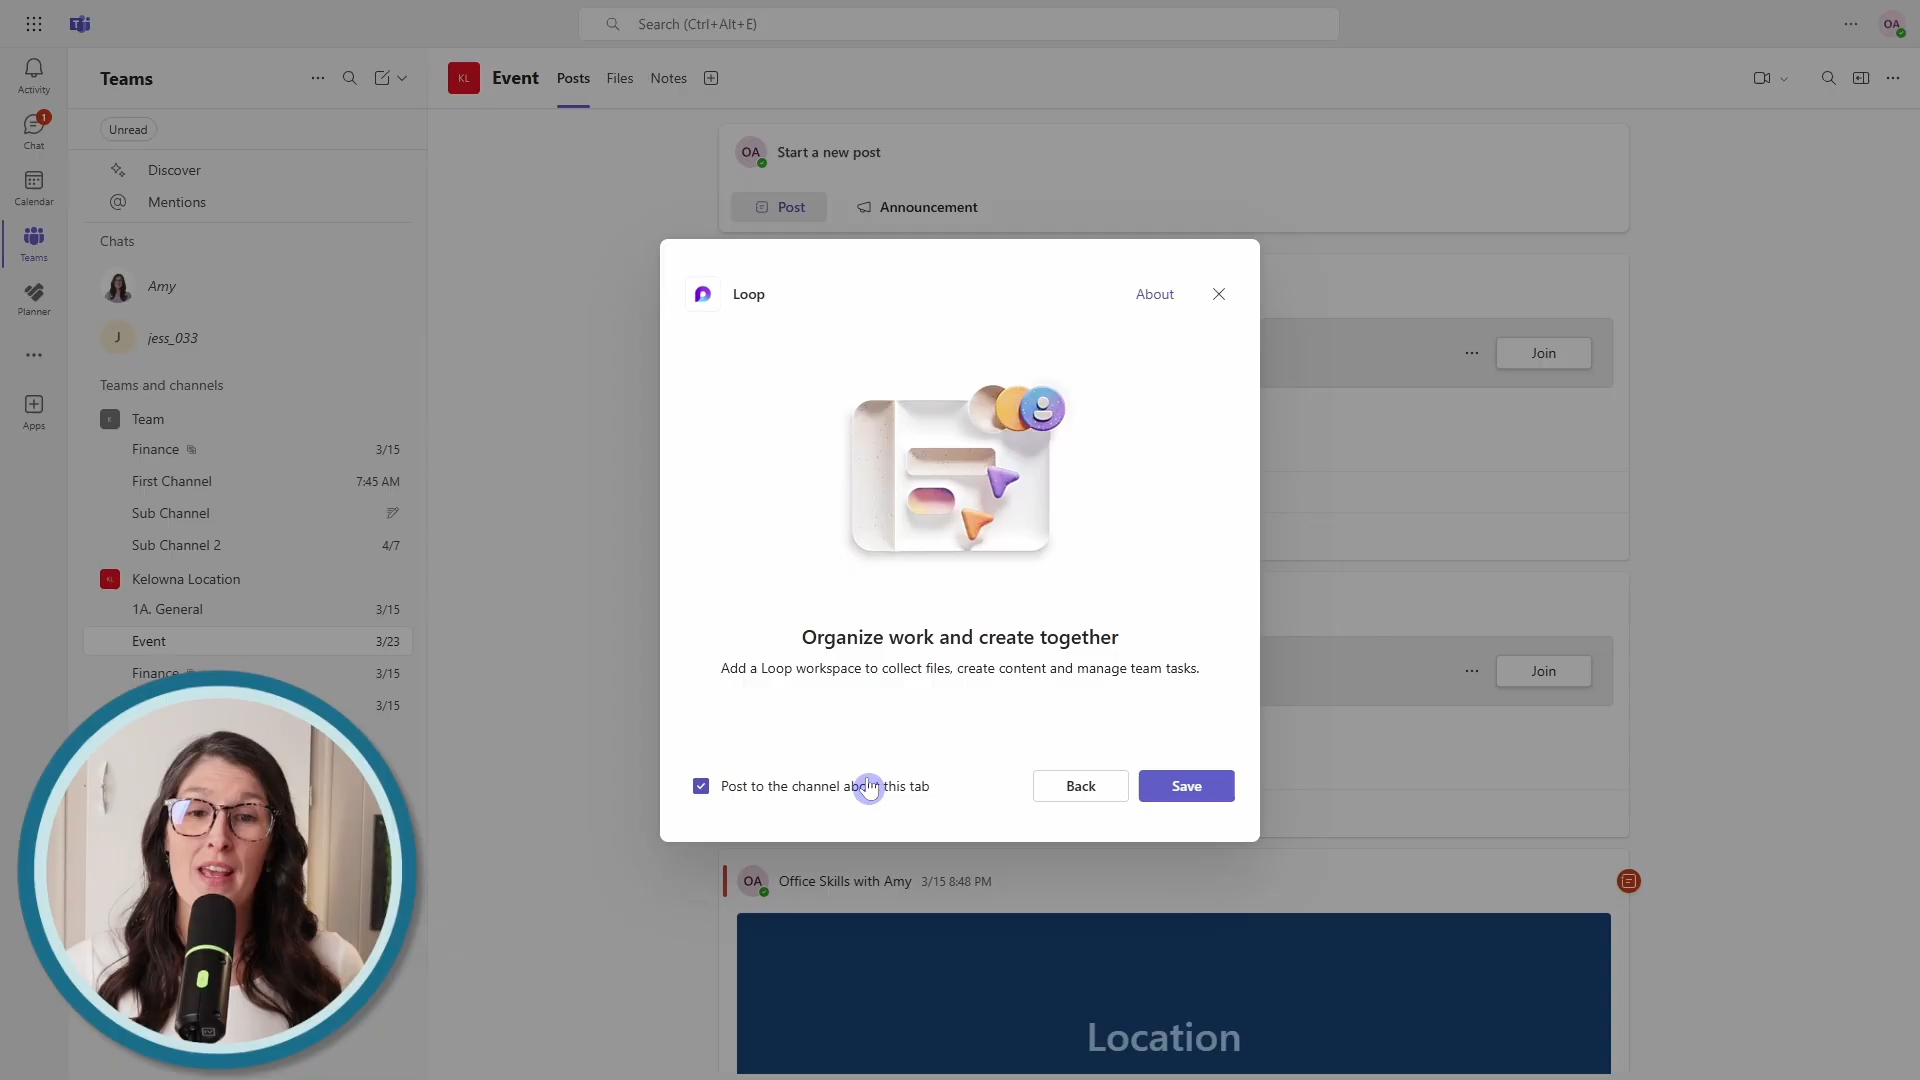 Search (Ctrl+Alt+E)
OA
Activity
1
Chat
Calendar
Teams
Planner
Apps
Teams
Unread
Discover
Mentions
Chats
Amy
J
jess_033
Teams and channels
K
Team
Finance 3/15
First Channel 7:45 AM
Sub Channel
Sub Channel 2 4/7
KL
Kelowna Location
1A. General 3/15
Event 3/23
Finance 3/15
3/15
KL
Event
Posts
Files
Notes
OA
Start a new post
Post
Announcement
Join
Join
Loop
About
Organize work and create together
Add a Loop workspace to collect files, create content and manage team tasks.
Post to the channel about this tab
Back
Save
OA
Office Skills with Amy 3/15 8:48 PM
Location